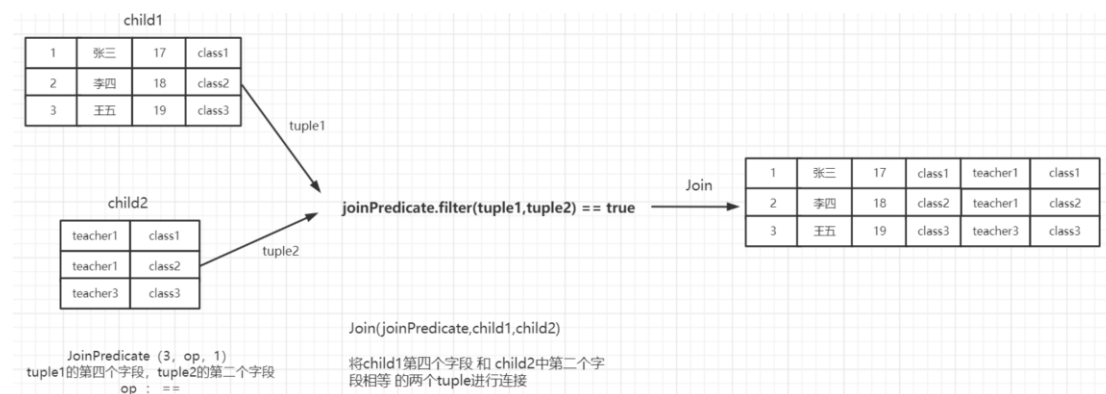 child1
1 张三 17 class1
2 李四 18 class2
3 王五 19 class3
tuple1
child2
teacher1 class1
teacher1 class2
teacher3 class3
tuple2
joinPredicate.filter(tuple1,tuple2) == true
Join
1 张三 17 class1 teacher1 class1
2 李四 18 class2 teacher1 class2
3 王五 19 class3 teacher3 class3
JoinPredicate（3，op，1）
tuple1的第四个字段，tuple2的第二个字段
op ： ==
Join(joinPredicate,child1,child2)
将child1第四个字段 和 child2中第二个字
段相等 的两个tuple进行连接